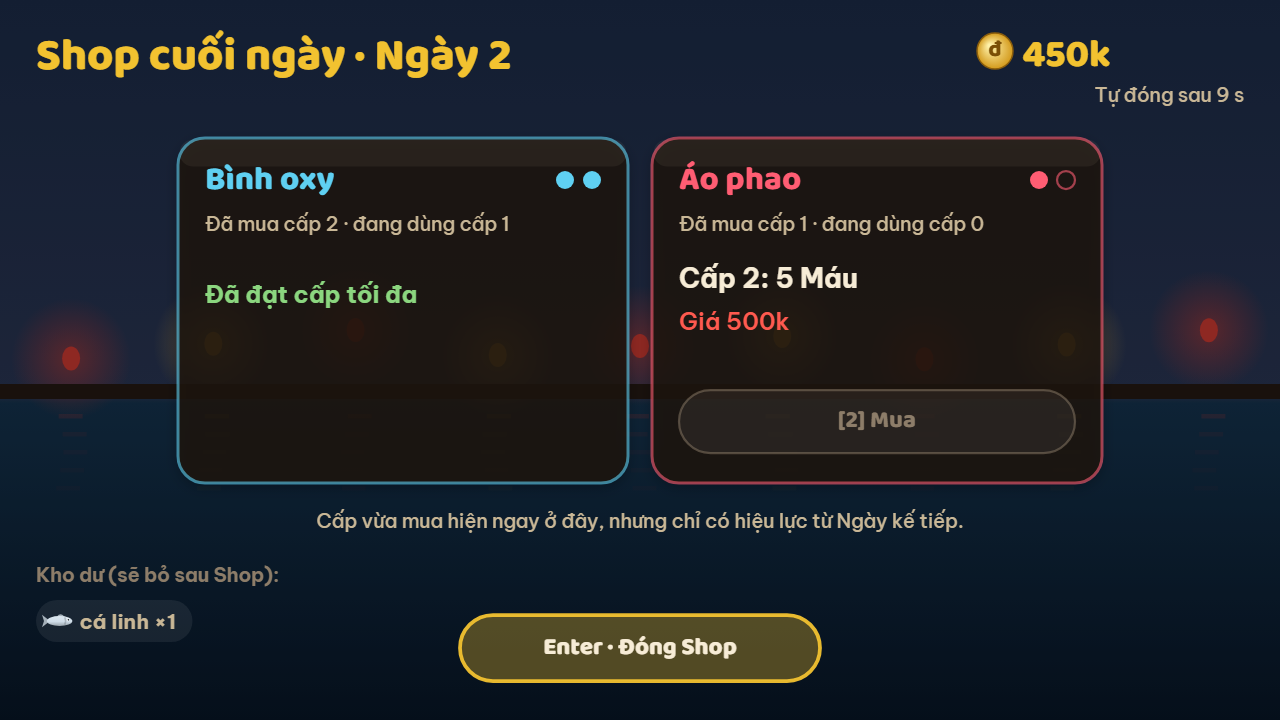 Shop cuối ngày · Ngày 2
đ 450k
Tự đóng sau 9 s
Bình oxy
Đã mua cấp 2 · đang dùng cấp 1
Đã đạt cấp tối đa
Áo phao
Đã mua cấp 1 · đang dùng cấp 0
Cấp 2: 5 Máu
Giá 500k
[2] Mua
Cấp vừa mua hiện ngay ở đây, nhưng chỉ có hiệu lực từ Ngày kế tiếp.
Kho dư (sẽ bỏ sau Shop):
cá linh ×1
Enter · Đóng Shop